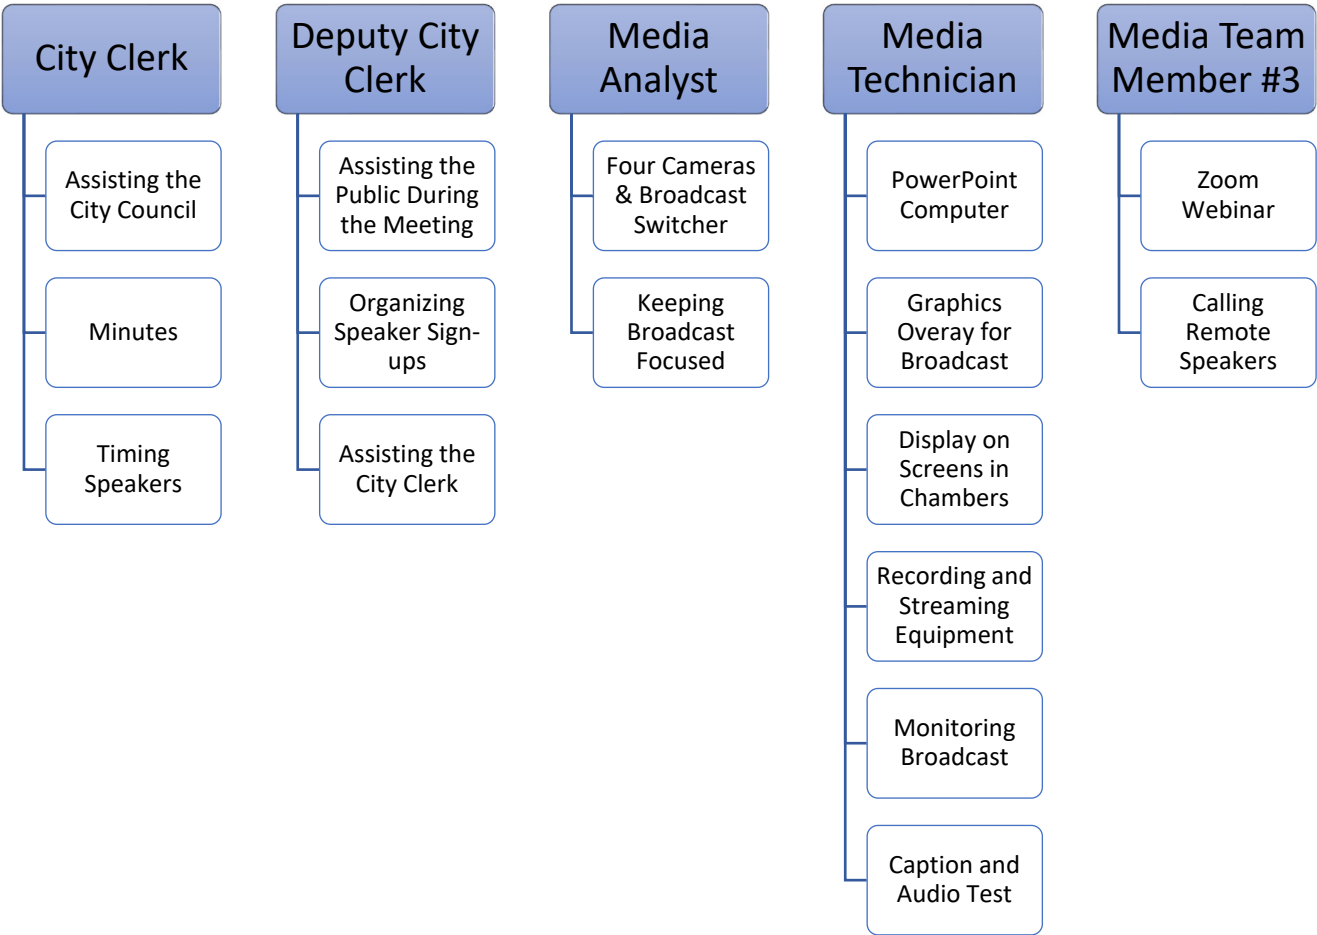 City Clerk
Assisting the
City Council
Minutes
Timing
Speakers
Deputy City
Clerk
Assisting the
Public During
the Meeting
Organizing
Speaker Sign-
ups
Assisting the
City Clerk
Media
Analyst
Four Cameras
& Broadcast
Switcher
Keeping
Broadcast
Focused
Media
Technician
PowerPoint
Computer
Graphics
Overay for
Broadcast
Display on
Screens in
Chambers
Recording and
Streaming
Equipment
Monitoring
Broadcast
Caption and
Audio Test
Media Team
Member #3
Zoom
Webinar
Calling
Remote
Speakers